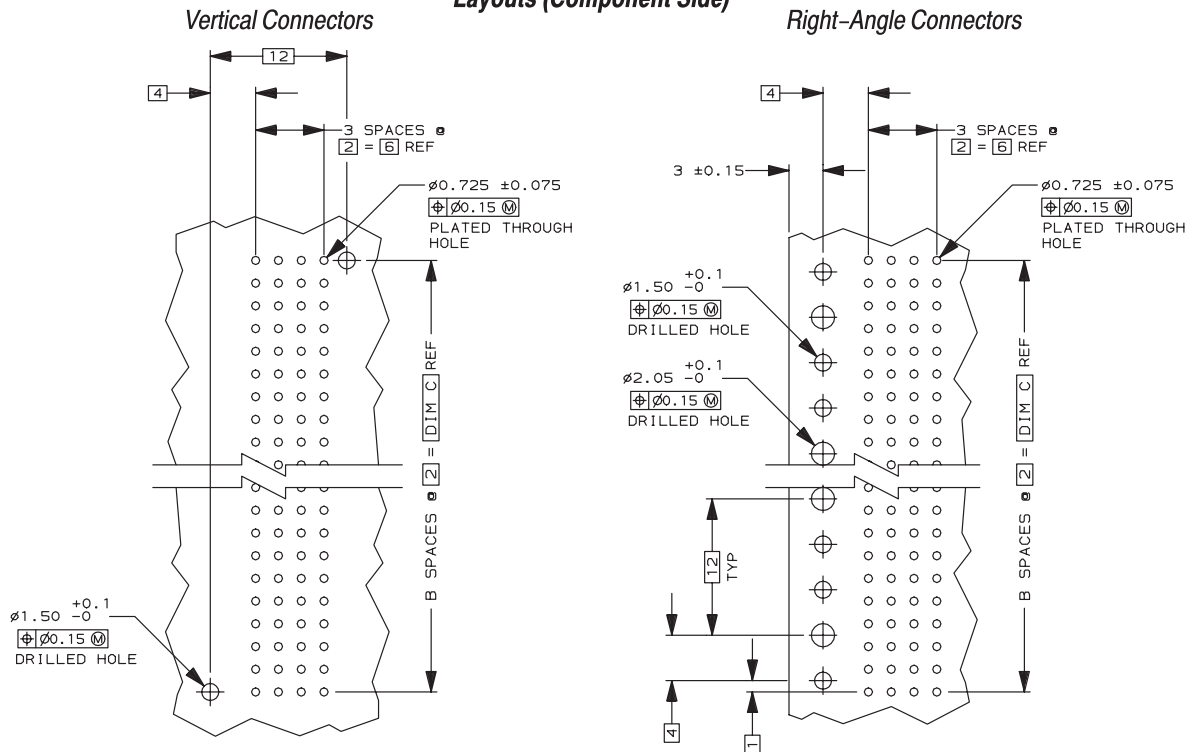 Layouts (Component Side)
Vertical Connectors
12
4
3 SPACES @
2 = 6 REF
ø0.725 ±0.075
⌖ Ø0.15 Ⓜ
PLATED THROUGH
HOLE
B SPACES @ 2 = DIM C REF
ø1.50 +0.1 -0
⌖ Ø0.15 Ⓜ
DRILLED HOLE
Right–Angle Connectors
4
3 SPACES @
2 = 6 REF
3 ±0.15
ø0.725 ±0.075
⌖ Ø0.15 Ⓜ
PLATED THROUGH
HOLE
ø1.50 +0.1 -0
⌖ Ø0.15 Ⓜ
DRILLED HOLE
ø2.05 +0.1 -0
⌖ Ø0.15 Ⓜ
DRILLED HOLE
12
TYP
B SPACES @ 2 = DIM C REF
4
1